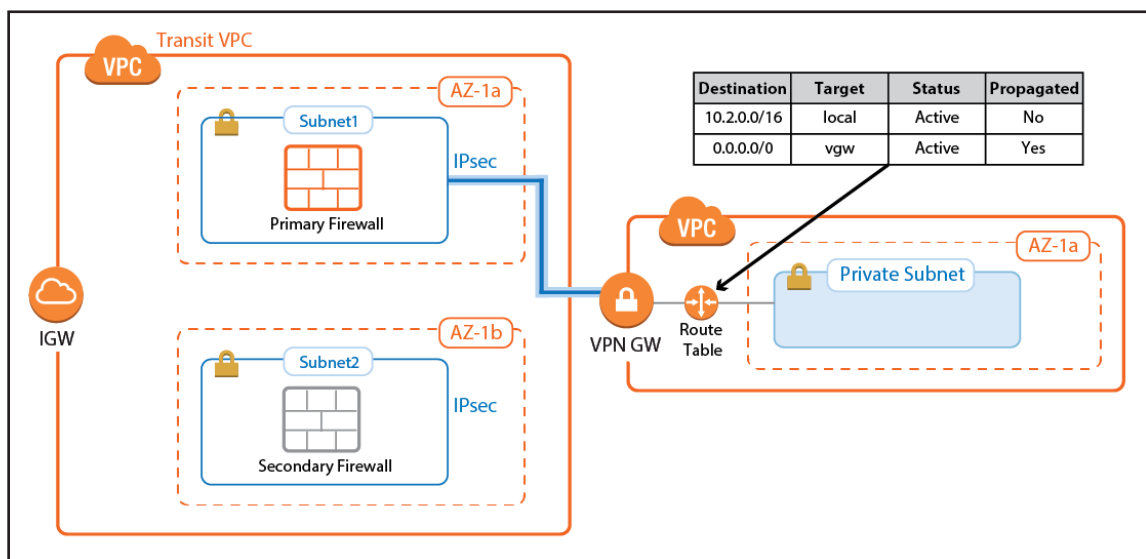 Transit VPC
VPC
AZ-1a
Subnet1
IPsec
Primary Firewall
IGW
AZ-1b
Subnet2
IPsec
Secondary Firewall
Destination Target Status Propagated
10.2.0.0/16 local Active No
0.0.0.0/0 vgw Active Yes
VPC
AZ-1a
Private Subnet
VPN GW
Route
Table